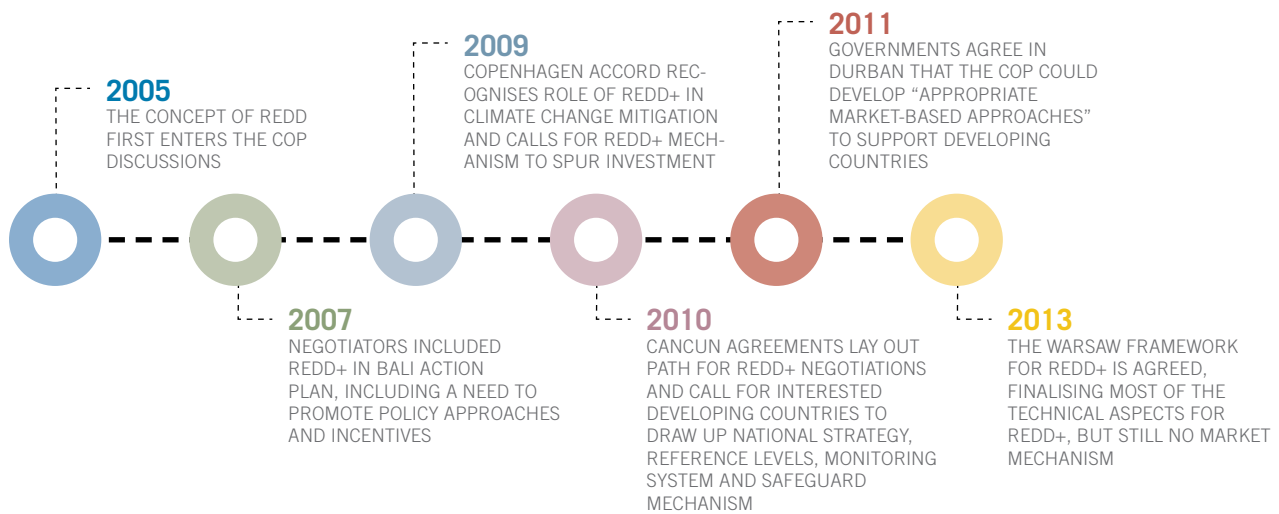 2005
THE CONCEPT OF REDD
FIRST ENTERS THE COP
DISCUSSIONS
2007
NEGOTIATORS INCLUDED
REDD+ IN BALI ACTION
PLAN, INCLUDING A NEED TO
PROMOTE POLICY APPROACHES
AND INCENTIVES
2009
COPENHAGEN ACCORD REC-
OGNISES ROLE OF REDD+ IN
CLIMATE CHANGE MITIGATION
AND CALLS FOR REDD+ MECH-
ANISM TO SPUR INVESTMENT
2010
CANCUN AGREEMENTS LAY OUT
PATH FOR REDD+ NEGOTIATIONS
AND CALL FOR INTERESTED
DEVELOPING COUNTRIES TO
DRAW UP NATIONAL STRATEGY,
REFERENCE LEVELS, MONITORING
SYSTEM AND SAFEGUARD
MECHANISM
2011
GOVERNMENTS AGREE IN
DURBAN THAT THE COP COULD
DEVELOP “APPROPRIATE
MARKET-BASED APPROACHES”
TO SUPPORT DEVELOPING
COUNTRIES
2013
THE WARSAW FRAMEWORK
FOR REDD+ IS AGREED,
FINALISING MOST OF THE
TECHNICAL ASPECTS FOR
REDD+, BUT STILL NO MARKET
MECHANISM